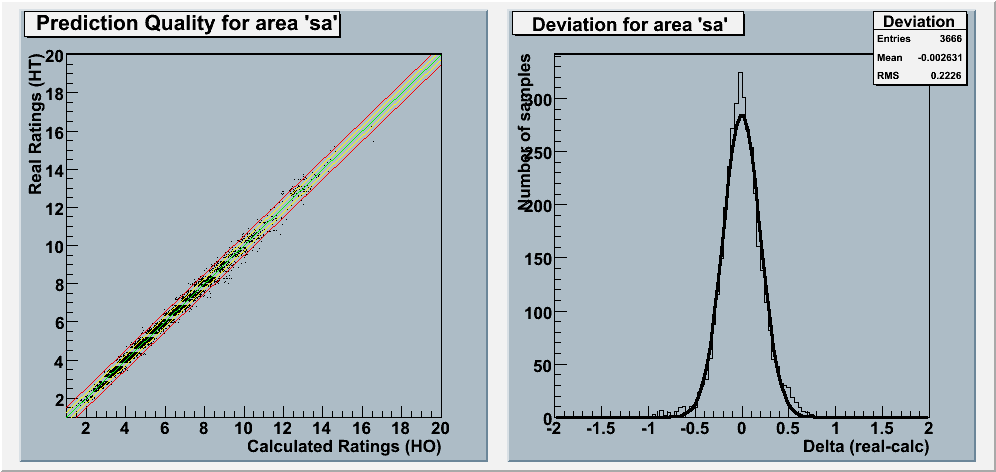 Prediction Quality for area 'sa'
Real Ratings (HT)
20
18
16
14
12
10
8
6
4
2
2 4 6 8 10 12 14 16 18 20
Calculated Ratings (HO)
Deviation for area 'sa'
Deviation
Entries 3666
Mean -0.002631
RMS 0.2226
Number of samples
300
250
200
150
100
50
0
-2 -1.5 -1 -0.5 0 0.5 1 1.5 2
Delta (real-calc)